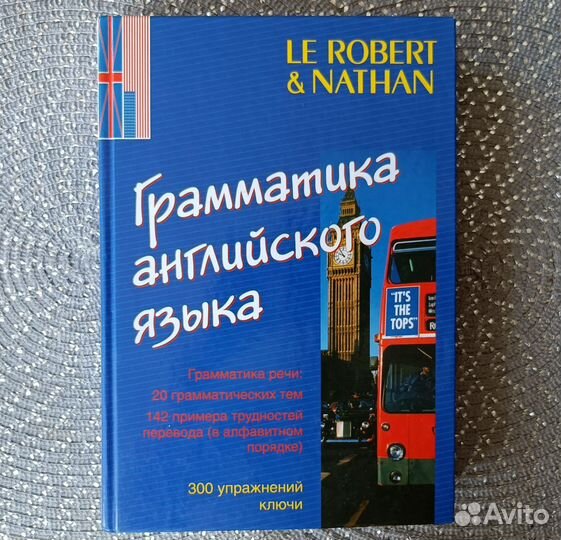 LE ROBERT
& NATHAN
Грамматика
английского
языка
"IT'S
THE
TOPS"
Грамматика речи:
20 грамматических тем
142 примера трудностей
перевода (в алфавитном
порядке)
300 упражнений
ключи
Avito